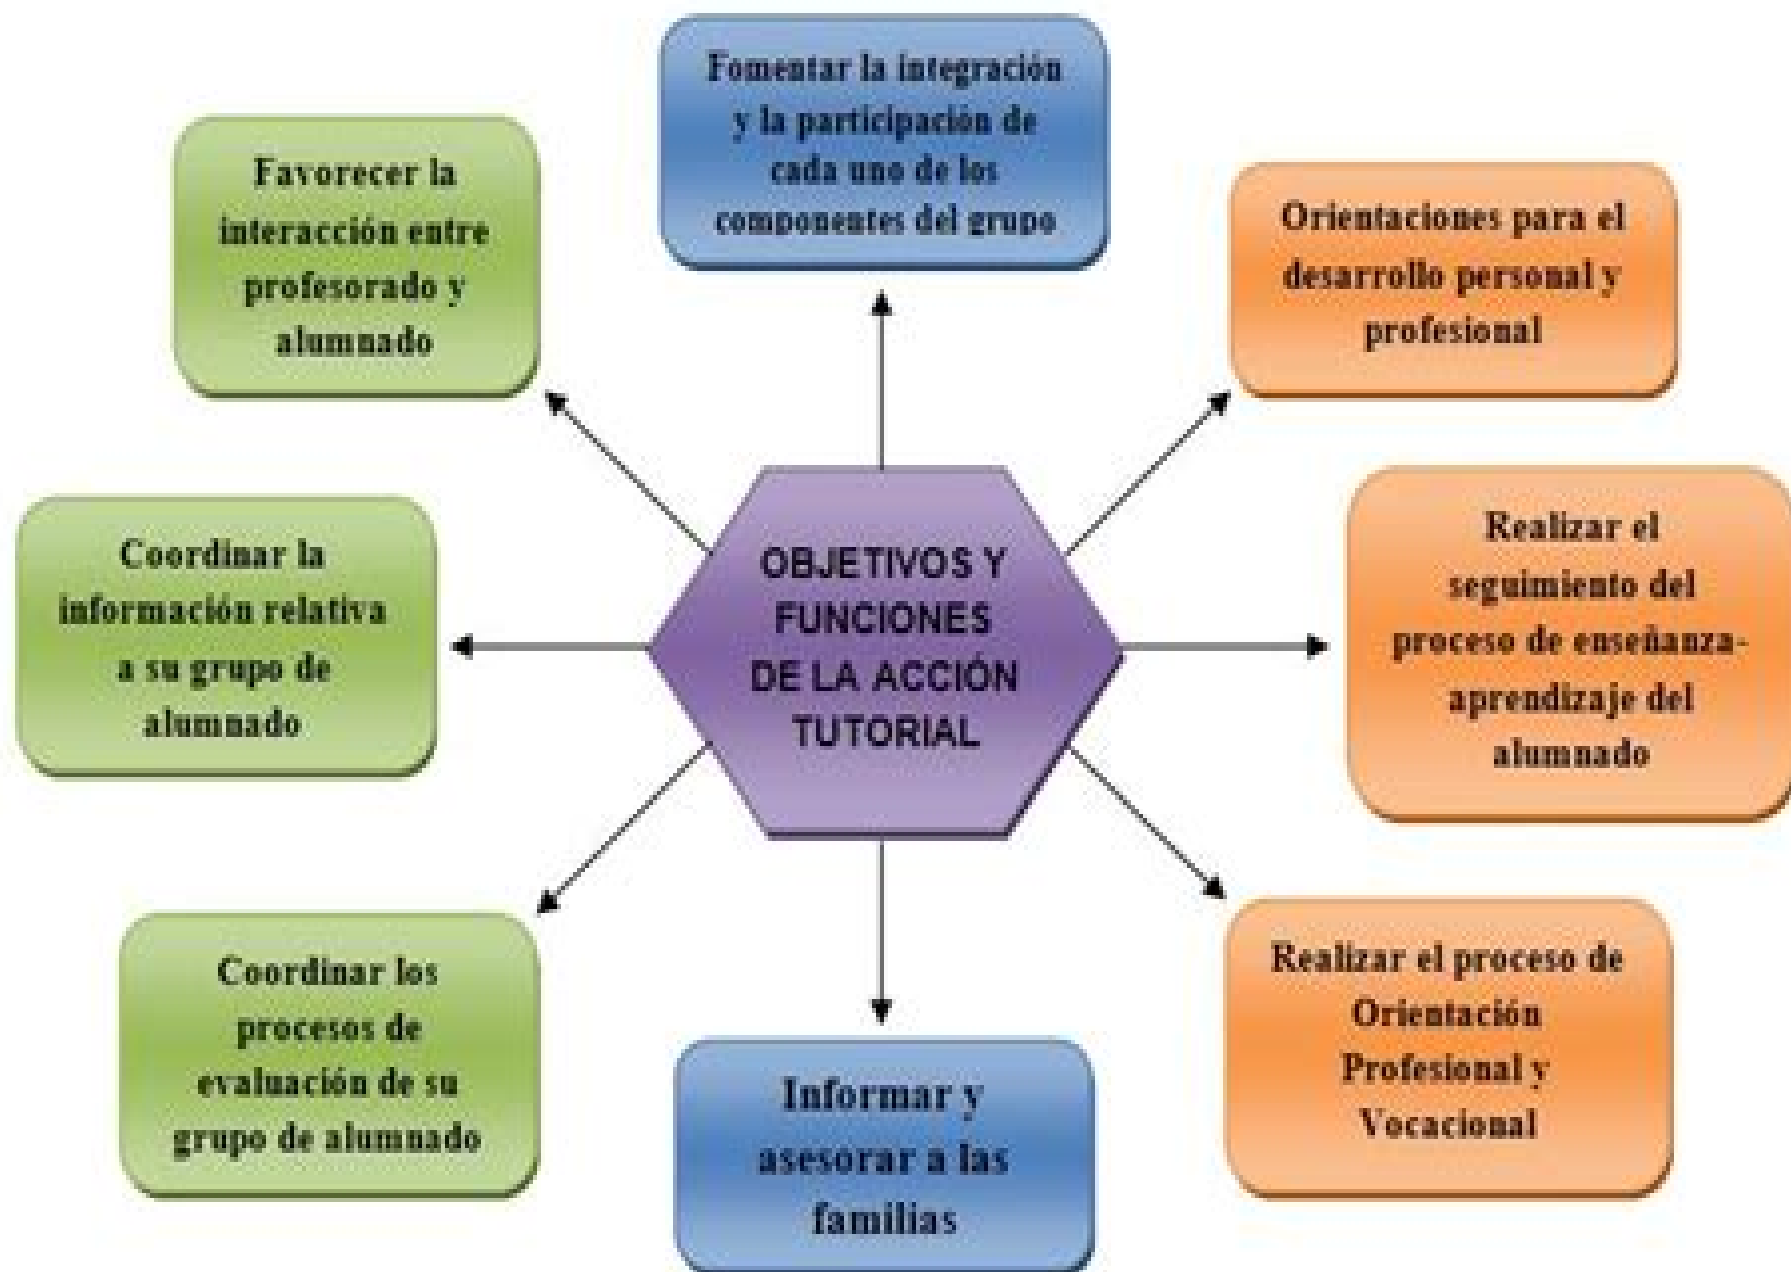 Fomentar la integración
y la participación de
cada uno de los
componentes del grupo
Favorecer la
interacción entre
profesorado y
alumnado
Orientaciones para el
desarrollo personal y
profesional
Coordinar la
información relativa
a su grupo de
alumnado
OBJETIVOS Y
FUNCIONES
DE LA ACCIÓN
TUTORIAL
Realizar el
seguimiento del
proceso de enseñanza-
aprendizaje del
alumnado
Coordinar los
procesos de
evaluación de su
grupo de alumnado
Informar y
asesorar a las
familias
Realizar el proceso de
Orientación
Profesional y
Vocacional